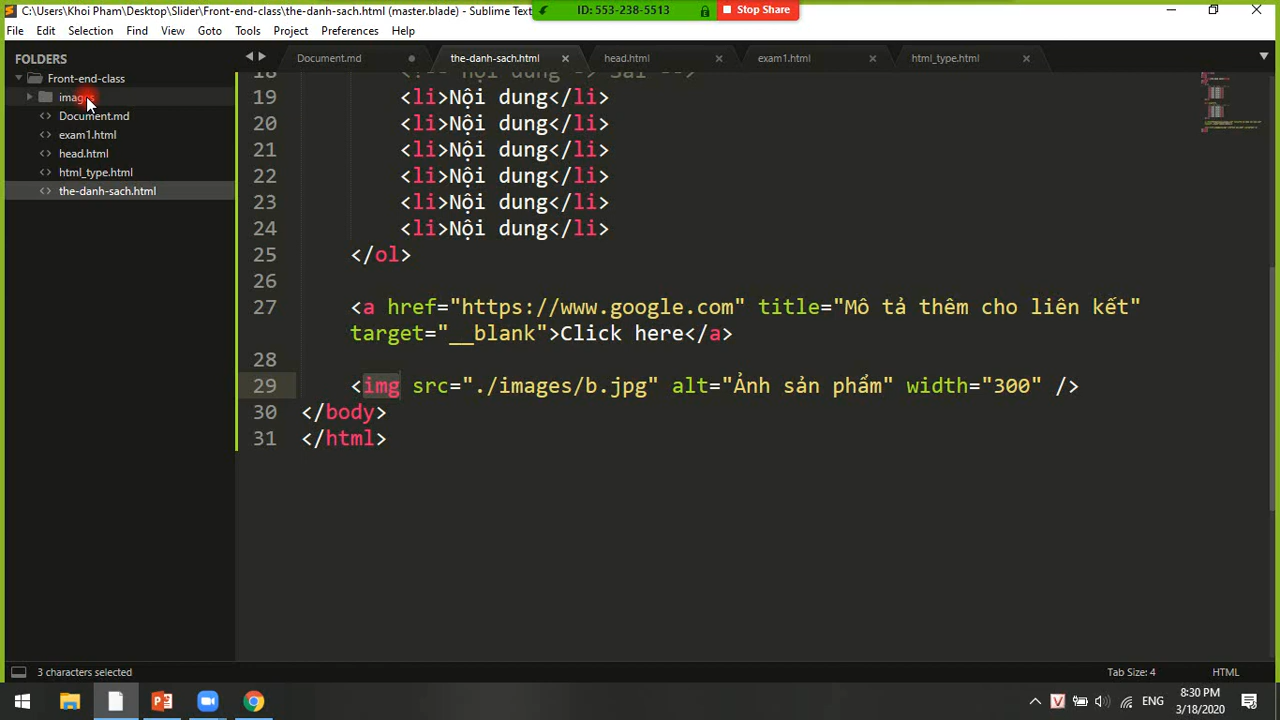 C:\Users\Khoi Pham\Desktop\Slider\Front-end-class\the-danh-sach.html (master.blade) - Sublime Text
ID: 553-238-5513
Stop Share
File Edit Selection Find View Goto Tools Project Preferences Help
FOLDERS
Front-end-class
images
Document.md
exam1.html
head.html
html_type.html
the-danh-sach.html
Document.md the-danh-sach.html head.html exam1.html html_type.html
18 <!-- Nội dung -> Sai -->
19 <li>Nội dung</li>
20 <li>Nội dung</li>
21 <li>Nội dung</li>
22 <li>Nội dung</li>
23 <li>Nội dung</li>
24 <li>Nội dung</li>
25 </ol>
26
27 <a href="https://www.google.com" title="Mô tả thêm cho liên kết"
target="__blank">Click here</a>
28
29 <img src="./images/b.jpg" alt="Ảnh sản phẩm" width="300" />
30 </body>
31 </html>
3 characters selected
Tab Size: 4
HTML
ENG
8:30 PM
3/18/2020